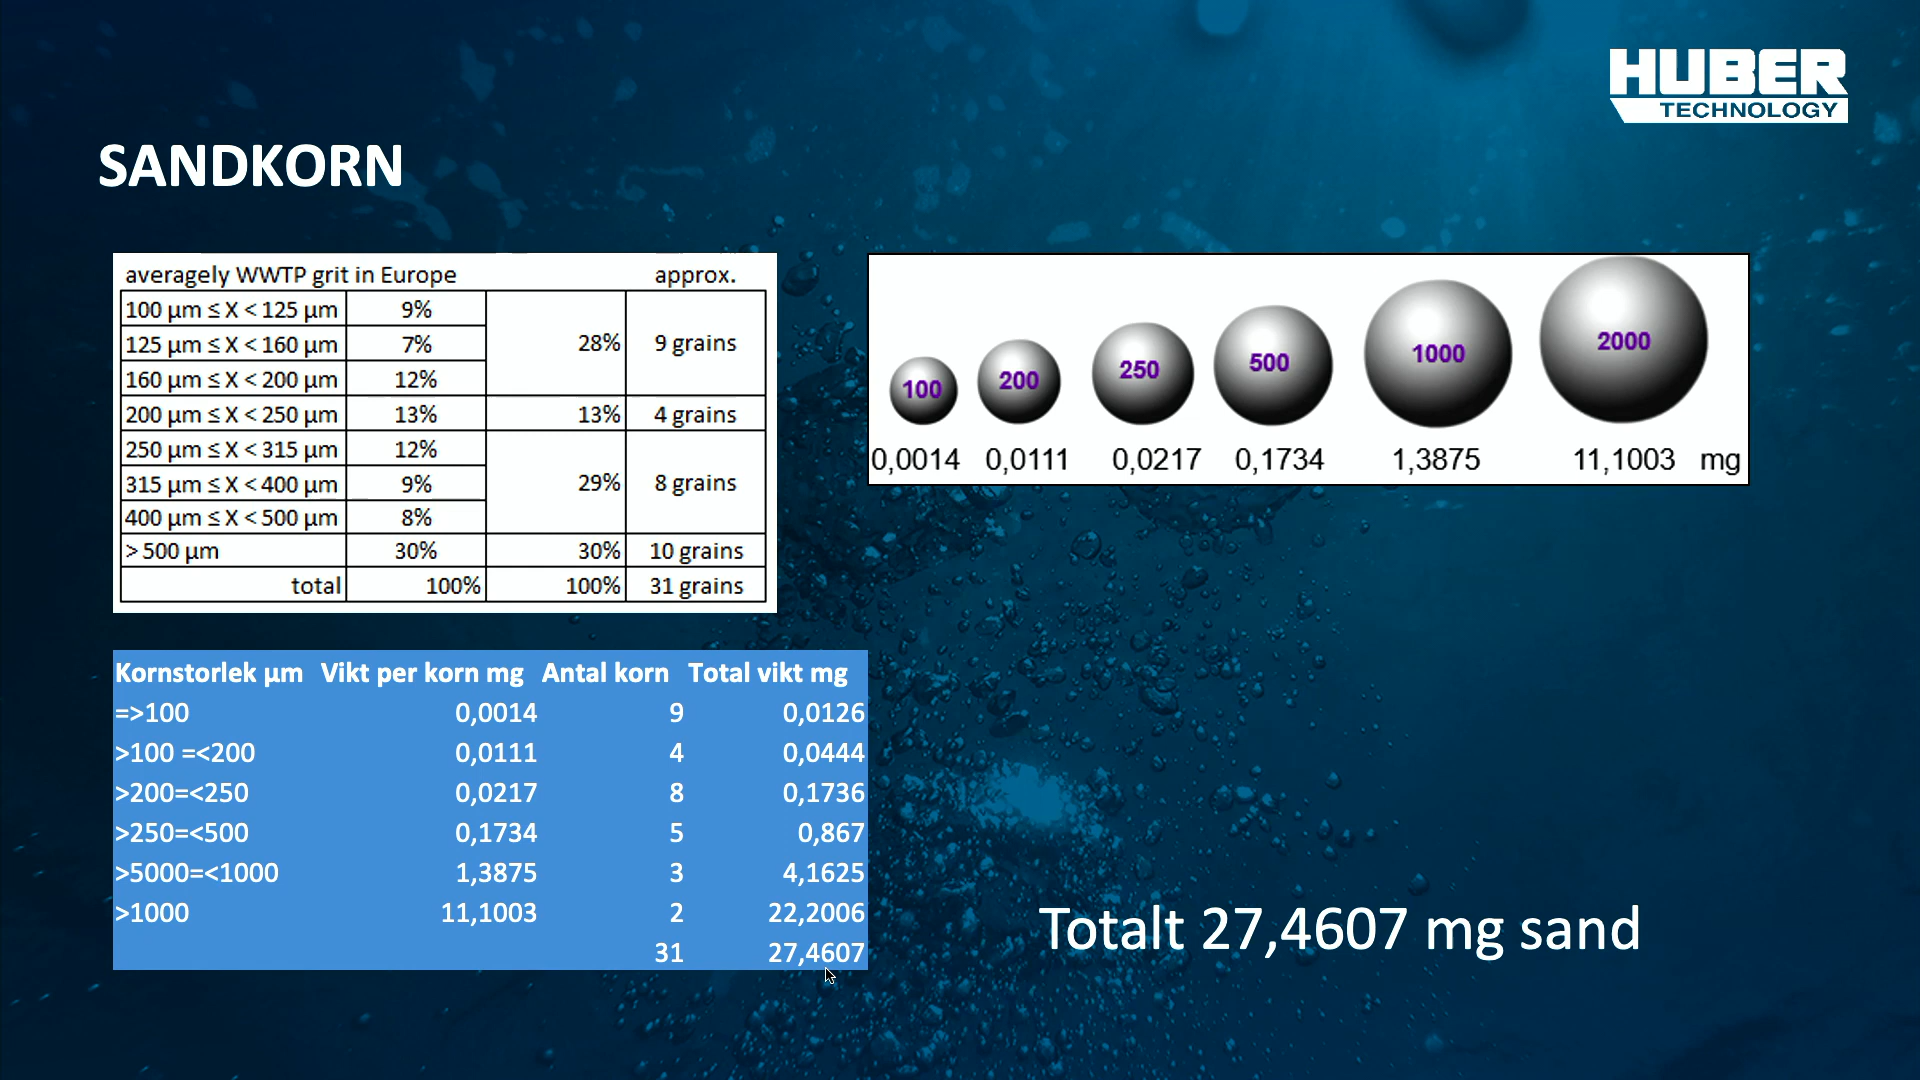 HUBER
TECHNOLOGY
SANDKORN
averagely WWTP grit in Europe approx.
100 µm ≤ X < 125 µm 9%
28% 9 grains
125 µm ≤ X < 160 µm 7%
160 µm ≤ X < 200 µm 12%
200 µm ≤ X < 250 µm 13% 13% 4 grains
250 µm ≤ X < 315 µm 12%
315 µm ≤ X < 400 µm 9% 29% 8 grains
400 µm ≤ X < 500 µm 8%
> 500 µm 30% 30% 10 grains
total 100% 100% 31 grains
100 200 250 500 1000 2000
0,0014 0,0111 0,0217 0,1734 1,3875 11,1003 mg
Kornstorlek µm Vikt per korn mg Antal korn Total vikt mg
=>100 0,0014 9 0,0126
>100 =<200 0,0111 4 0,0444
>200=<250 0,0217 8 0,1736
>250=<500 0,1734 5 0,867
>5000=<1000 1,3875 3 4,1625
>1000 11,1003 2 22,2006
31 27,4607
Totalt 27,4607 mg sand